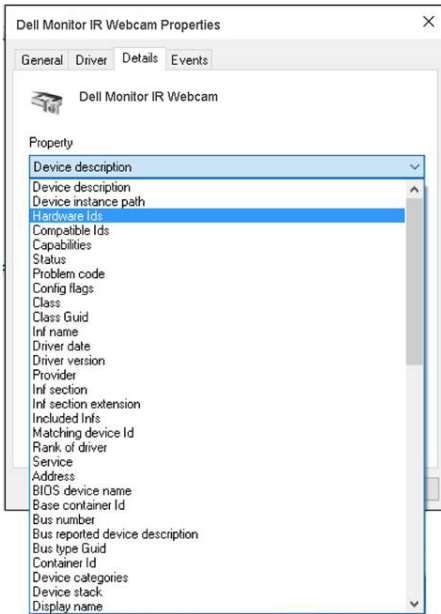 Dell Monitor IR Webcam Properties
General Driver Details Events
Dell Monitor IR Webcam
Property
Device description
Device description
Device instance path
Hardware Ids
Compatible Ids
Capabilities
Status
Problem code
Config flags
Class
Class Guid
Inf name
Driver date
Driver version
Provider
Inf section
Inf section extension
Included Infs
Matching device Id
Rank of driver
Service
Address
BIOS device name
Base container Id
Bus number
Bus reported device description
Bus type Guid
Container Id
Device categories
Device stack
Display name